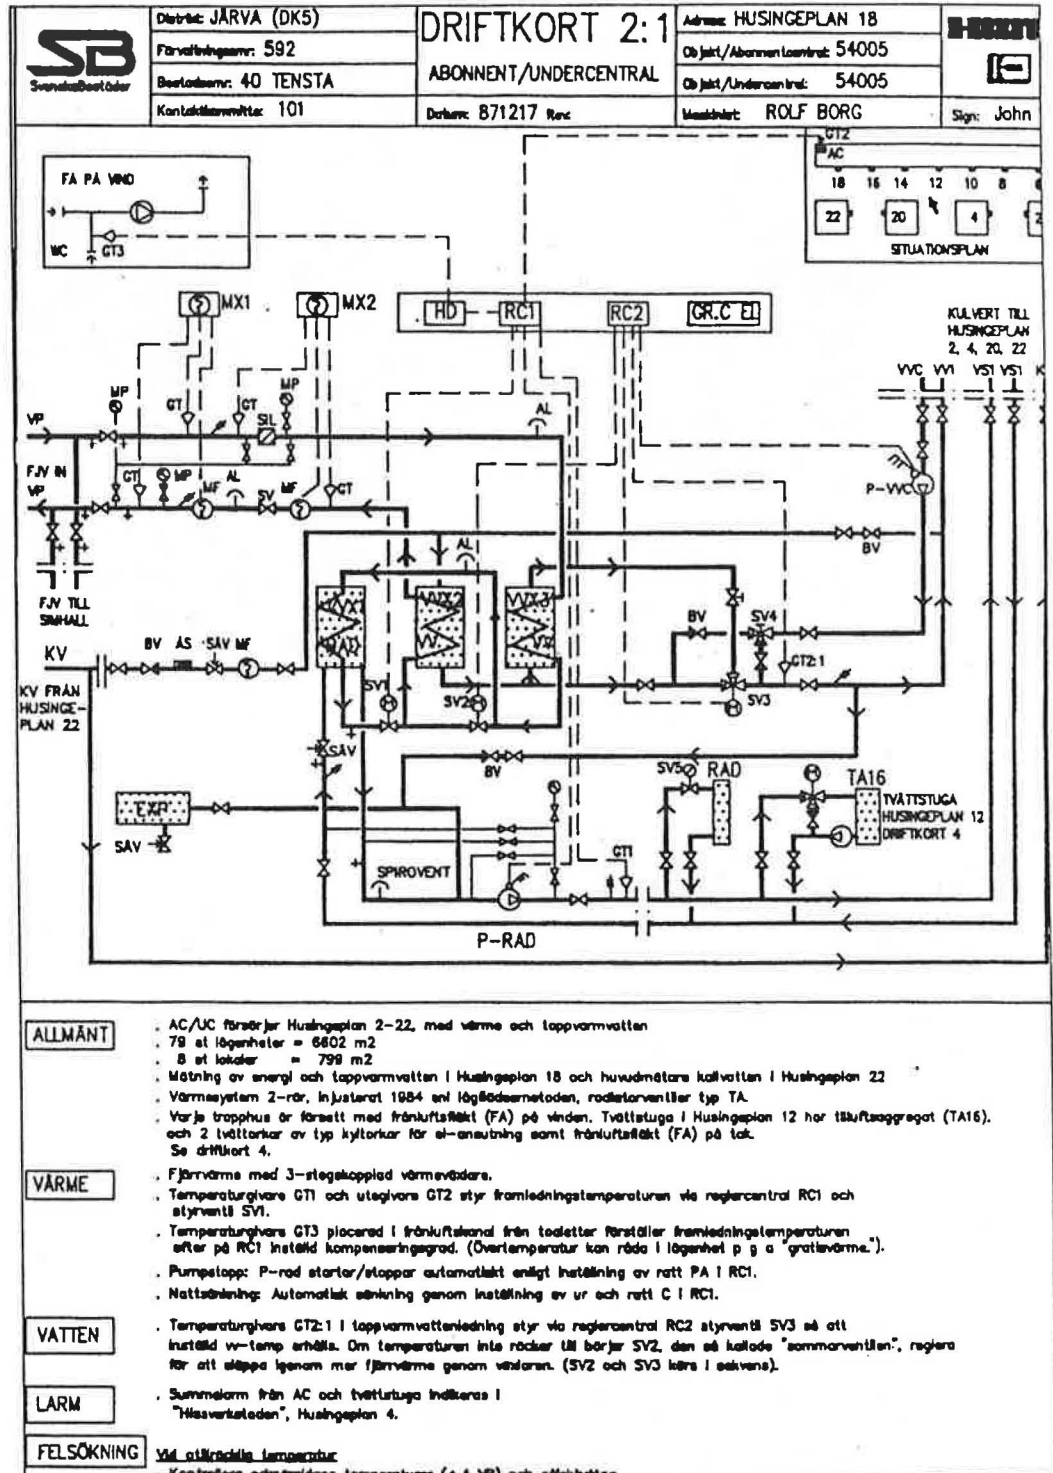 SB
SvenskaBostäder
Distrikt: JÄRVA (DK5)
Förvaltningsnr: 592
Bostadsnr: 40 TENSTA
Kontaktkommitte: 101
DRIFTKORT 2:1
ABONNENT/UNDERCENTRAL
Datum: 871217 Rev:
Adress: HUSINGEPLAN 18
Objekt/Abonnentcentral: 54005
Objekt/Undercentral: 54005
Maskinist: ROLF BORG
Sign: John
FA PÅ VIND
WC
GT3
GT2
AC
18 16 14 12 10 8
22 20 4 2
SITUATIONSPLAN
MX1
MX2
HD
RC1
RC2
GR.C EL
KULVERT TILL
HUSINGEPLAN
2, 4, 20, 22
VVC VV1 VS1 VS1 K
MP
MP
GT
GT
SIL
AL
VP
FJV IN
VP
GT
MP
MF
AL
SV
MF
GT
P-VVC
BV
AL
FJV TILL
SIMHALL
VVX1
VVX2
VVX3
RAD
VV
VV
BV
SV4
GT2:1
SV3
KV
BV ÅS SÄV MF
KV FRÅN
HUSINGE-
PLAN 22
SV1
SV2
SÄV
BV
SV5
RAD
TA16
TVÄTTSTUGA
HUSINGEPLAN 12
DRIFTKORT 4
EXP
SÄV
SPIROVENT
GT1
P-RAD
ALLMÄNT
. AC/UC försörjer Husingeplan 2-22, med värme och tappvarmvatten
. 79 st lägenheter = 6602 m2
. 8 st lokaler = 799 m2
. Mätning av energi och tappvarmvatten i Husingeplan 18 och huvudmätare kallvatten i Husingeplan 22
. Värmesystem 2-rör, injusterat 1984 enl lågflödesmetoden, radiatorventiler typ TA.
. Varje trapphus är försett med frånluftsfläkt (FA) på vinden. Tvättstuga i Husingeplan 12 har tilluftsaggregat (TA16).
och 2 tvättorkar av typ kyltorkar för el-anslutning samt frånluftsfläkt (FA) på tak.
Se driftkort 4.
VÄRME
. Fjärrvärme med 3-stegskopplad värmeväxlare.
. Temperaturgivare GT1 och utegivare GT2 styr framledningstemperaturen via reglercentral RC1 och
styrventil SV1.
. Temperaturgivare GT3 placerad i frånluftskanal från toaletter förställer framledningstemperaturen
efter på RC1 inställd kompenseringsgrad. (Övertemperatur kan råda i lägenhet p g a "gratisvärme.").
. Pumpstopp: P-rad startar/stoppar automatiskt enligt inställning av ratt PA i RC1.
. Nattsänkning: Automatisk sänkning genom inställning av ur och ratt C i RC1.
VATTEN
. Temperaturgivare GT2:1 i tappvarmvattenledning styr via reglercentral RC2 styrventil SV3 så att
inställd vv-temp erhålls. Om temperaturen inte räcker till börjar SV2, den så kallade "sommarventilen", reglera
för att släppa igenom mer fjärrvärme genom växlaren. (SV2 och SV3 körs i sekvens).
LARM
. Summalarm från AC och tvättstuga indikeras i
"Hissverkstaden", Husingeplan 4.
FELSÖKNING
Vid otillräcklig temperatur